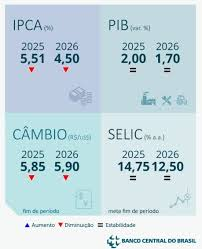 IPCA (%)
2025 2026
5,51 4,50
PIB (var. %)
2025 2026
2,00 1,70
= =
CÂMBIO (R$/US$)
2025 2026
5,85 5,90
fim de período
SELIC (% a.a.)
2025 2026
14,75 12,50
= =
meta fim de período
▲ Aumento ▼ Diminuição = Estabilidade
BANCO CENTRAL DO BRASIL